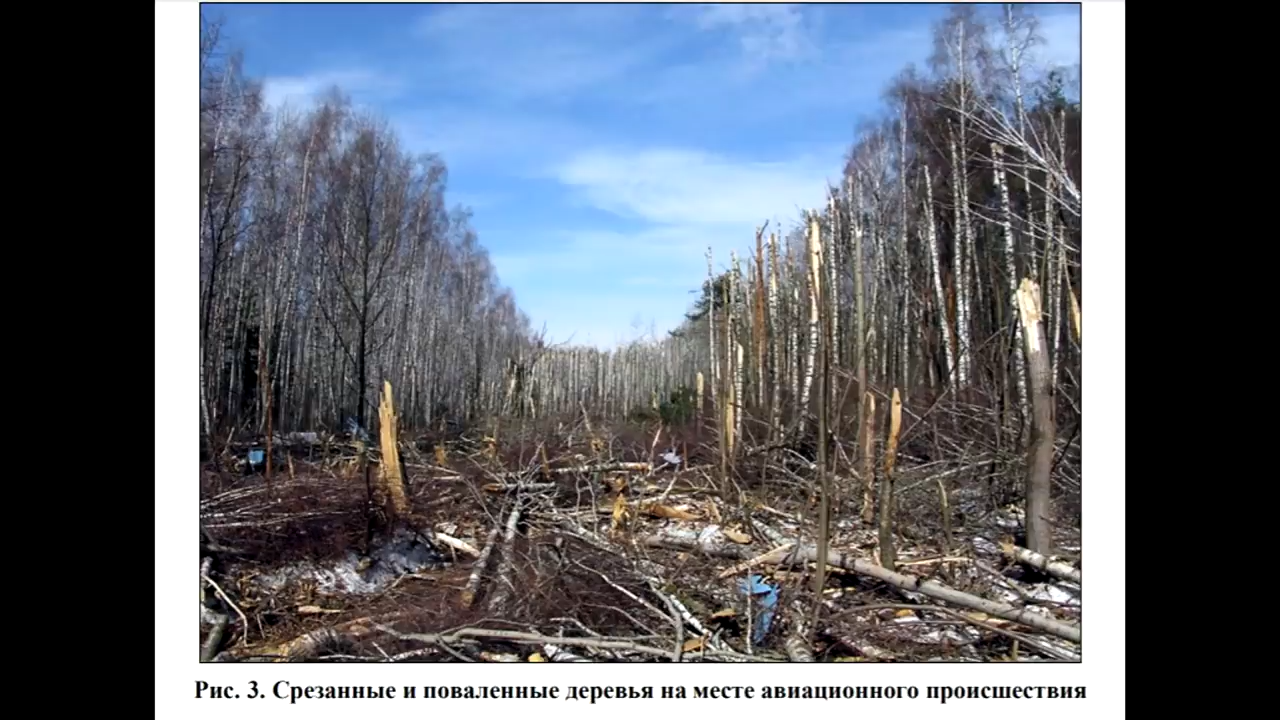 Рис. 3. Срезанные и поваленные деревья на месте авиационного происшествия